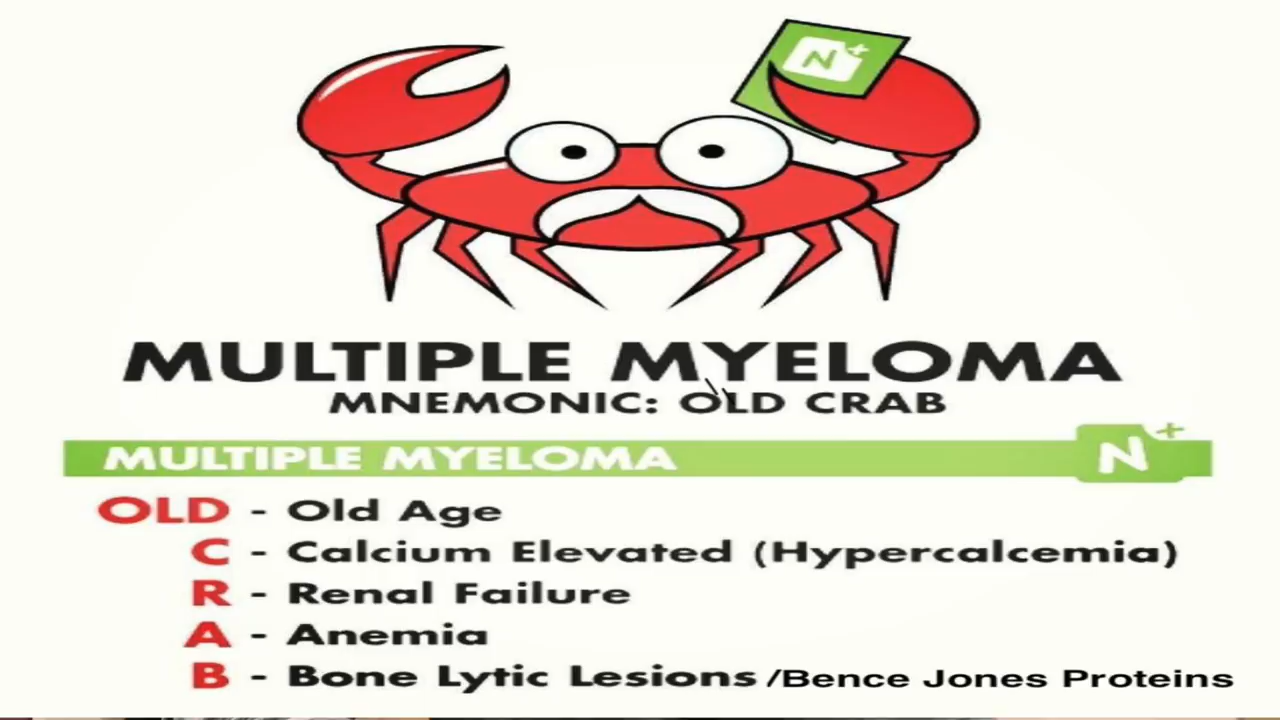 N+
MULTIPLE MYELOMA
MNEMONIC: OLD CRAB
MULTIPLE MYELOMA N+
OLD - Old Age
C - Calcium Elevated (Hypercalcemia)
R - Renal Failure
A - Anemia
B - Bone Lytic Lesions /Bence Jones Proteins